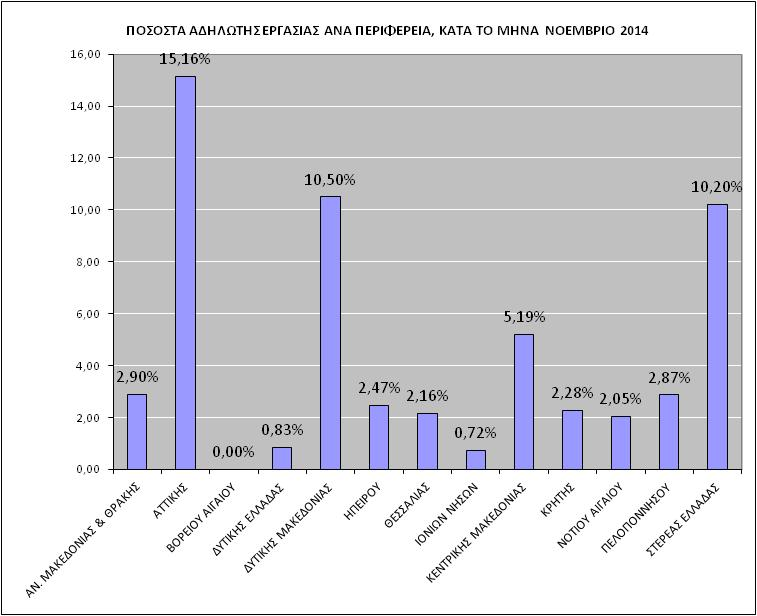 ΠΟΣΟΣΤΑ ΑΔΗΛΩΤΗΣ ΕΡΓΑΣΙΑΣ ΑΝΑ ΠΕΡΙΦΕΡΕΙΑ, ΚΑΤΑ ΤΟ ΜΗΝΑ ΝΟΕΜΒΡΙΟ 2014
16,00
14,00
12,00
10,00
8,00
6,00
4,00
2,00
0,00
2,90%
15,16%
0,00%
0,83%
10,50%
2,47%
2,16%
0,72%
5,19%
2,28%
2,05%
2,87%
10,20%
ΑΝ. ΜΑΚΕΔΟΝΙΑΣ & ΘΡΑΚΗΣ
ΑΤΤΙΚΗΣ
ΒΟΡΕΙΟΥ ΑΙΓΑΙΟΥ
ΔΥΤΙΚΗΣ ΕΛΛΑΔΑΣ
ΔΥΤΙΚΗΣ ΜΑΚΕΔΟΝΙΑΣ
ΗΠΕΙΡΟΥ
ΘΕΣΣΑΛΙΑΣ
ΙΟΝΙΩΝ ΝΗΣΩΝ
ΚΕΝΤΡΙΚΗΣ ΜΑΚΕΔΟΝΙΑΣ
ΚΡΗΤΗΣ
ΝΟΤΙΟΥ ΑΙΓΑΙΟΥ
ΠΕΛΟΠΟΝΝΗΣΟΥ
ΣΤΕΡΕΑΣ ΕΛΛΑΔΑΣ